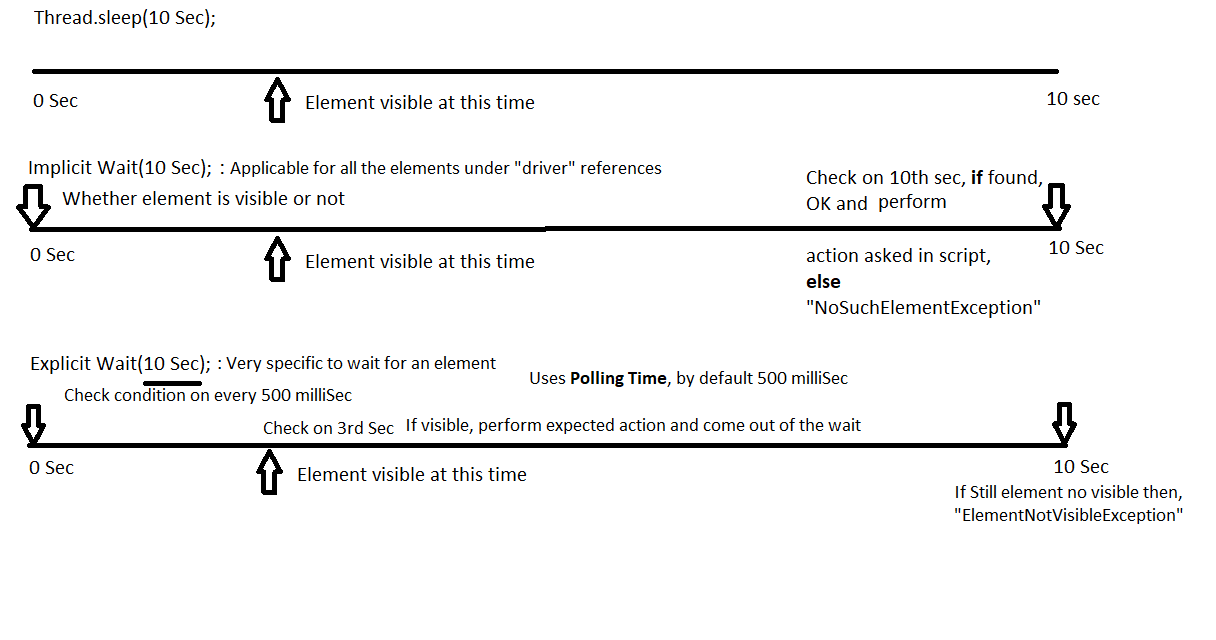 Thread.sleep(10 Sec);
0 Sec
Element visible at this time
10 sec
Implicit Wait(10 Sec); : Applicable for all the elements under "driver" references
Whether element is visible or not
Check on 10th sec, if found,
OK and perform
0 Sec
Element visible at this time
10 Sec
action asked in script,
else
"NoSuchElementException"
Explicit Wait(10 Sec); : Very specific to wait for an element
Uses Polling Time, by default 500 milliSec
Check condition on every 500 milliSec
Check on 3rd Sec If visible, perform expected action and come out of the wait
0 Sec
Element visible at this time
10 Sec
If Still element no visible then,
"ElementNotVisibleException"